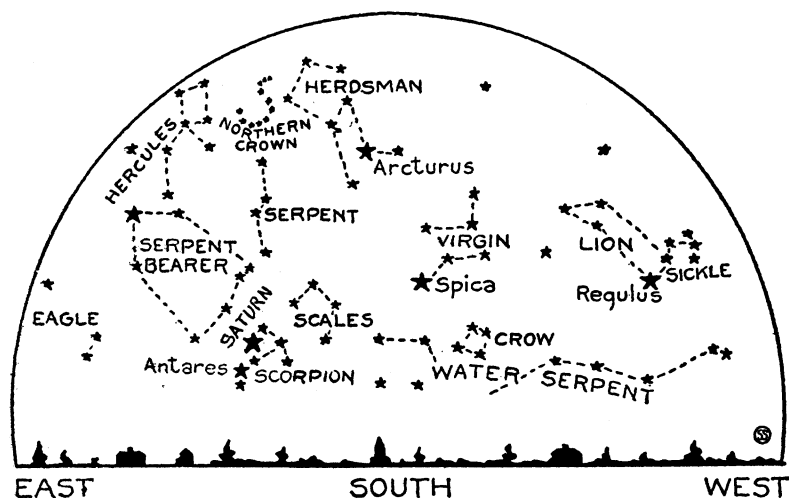 HERDSMAN
HERCULES
NORTHERN
CROWN
Arcturus
SERPENT
VIRGIN
LION
SERPENT
BEARER
SICKLE
Spica
Regulus
EAGLE
SATURN
SCALES
CROW
Antares
SCORPION
WATER SERPENT
EAST SOUTH WEST